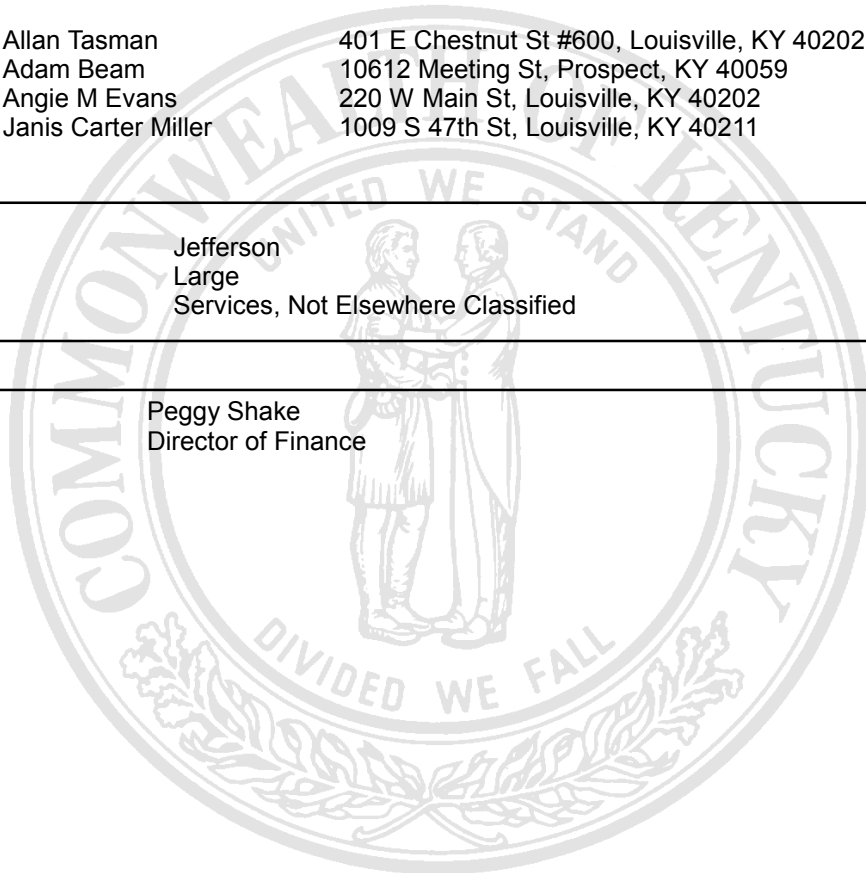 Allan Tasman 401 E Chestnut St #600, Louisville, KY 40202
Adam Beam 10612 Meeting St, Prospect, KY 40059
Angie M Evans 220 W Main St, Louisville, KY 40202
Janis Carter Miller 1009 S 47th St, Louisville, KY 40211
Jefferson
Large
Services, Not Elsewhere Classified
Peggy Shake
Director of Finance
COMMONWEALTH OF KENTUCKY
UNITED WE STAND
DIVIDED WE FALL